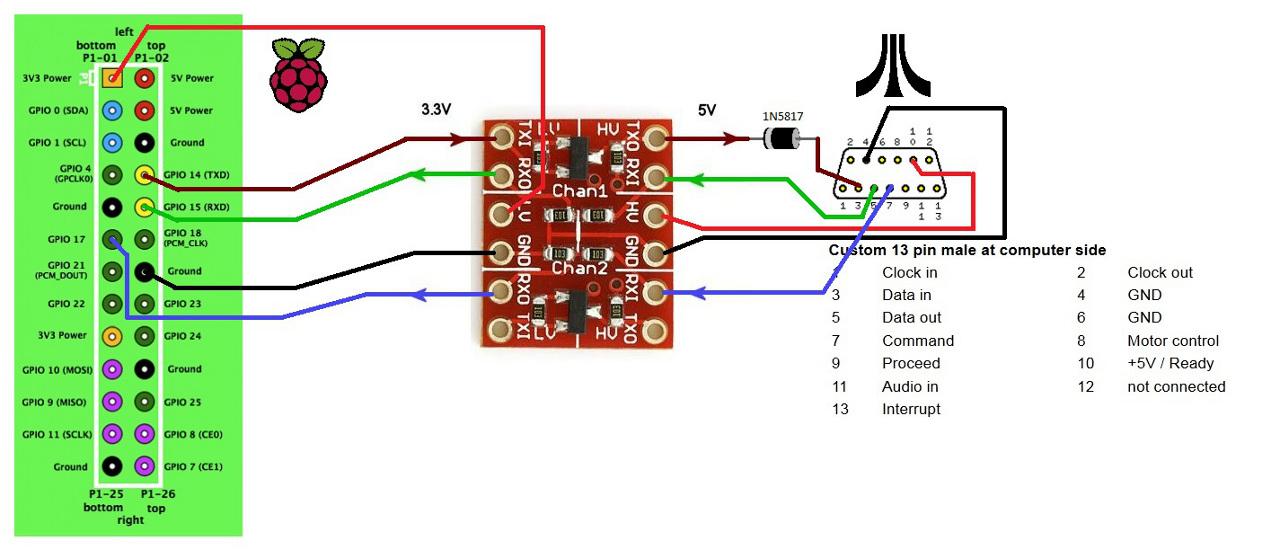 left
bottom top
P1-01 P1-02
3V3 Power 5V Power
GPIO 0 (SDA) 5V Power
GPIO 1 (SCL) Ground
GPIO 4 (GPCLK0) GPIO 14 (TXD)
Ground GPIO 15 (RXD)
GPIO 17 GPIO 18 (PCM_CLK)
GPIO 21 (PCM_DOUT) Ground
GPIO 22 GPIO 23
3V3 Power GPIO 24
GPIO 10 (MOSI) Ground
GPIO 9 (MISO) GPIO 25
GPIO 11 (SCLK) GPIO 8 (CE0)
Ground GPIO 7 (CE1)
P1-25 P1-26
bottom top
right
3.3V
5V
1N5817
TXI LV HV TXO
RXO RXI
Chan1
LV 103 103 HV
GND 103 103 GND
Chan2
RXO 103 103 RXI
TXI LV HV TXO
2 4 6 8 10 12
1 3 5 7 9 11 13
Custom 13 pin male at computer side
1 Clock in 2 Clock out
3 Data in 4 GND
5 Data out 6 GND
7 Command 8 Motor control
9 Proceed 10 +5V / Ready
11 Audio in 12 not connected
13 Interrupt